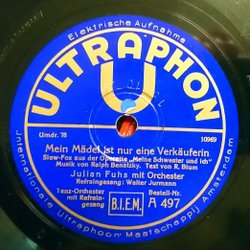 Elektrische Aufnahme
ULTRAPHON
U
Umdr. 78
10969
Mein Mädel ist nur eine Verkäuferin
Slow-Fox aus der Operette „Meine Schwester und ich“
Musik von Ralph Benatzky. Text von R. Blum
Julian Fuhs mit Orchester
Refraingesang: Walter Jurmann
Tanz-Orchester
mit Refrain-
gesang
B.I.E.M.
Bestell-Nr.
A 497
Internationale Ultraphoon Maatschappij Amsterdam